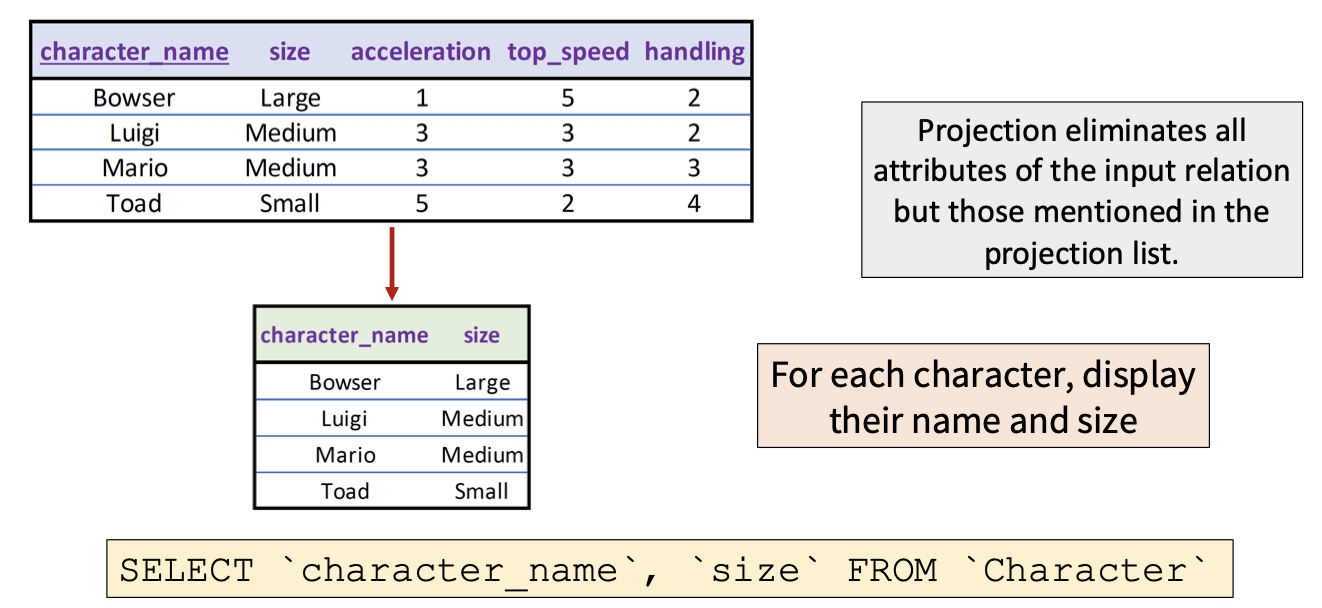 character_name size acceleration top_speed handling
Bowser Large 1 5 2
Luigi Medium 3 3 2
Mario Medium 3 3 3
Toad Small 5 2 4
Projection eliminates all
attributes of the input relation
but those mentioned in the
projection list.
character_name size
Bowser Large
Luigi Medium
Mario Medium
Toad Small
For each character, display
their name and size
SELECT `character_name`, `size` FROM `Character`